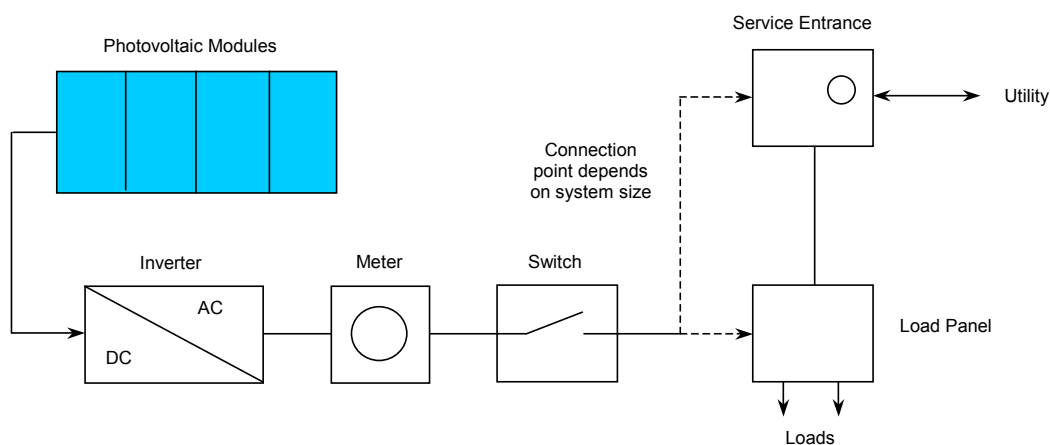 Service Entrance
Photovoltaic Modules
Utility
Connection
point depends
on system size
Inverter
Meter
Switch
AC
DC
Load Panel
Loads